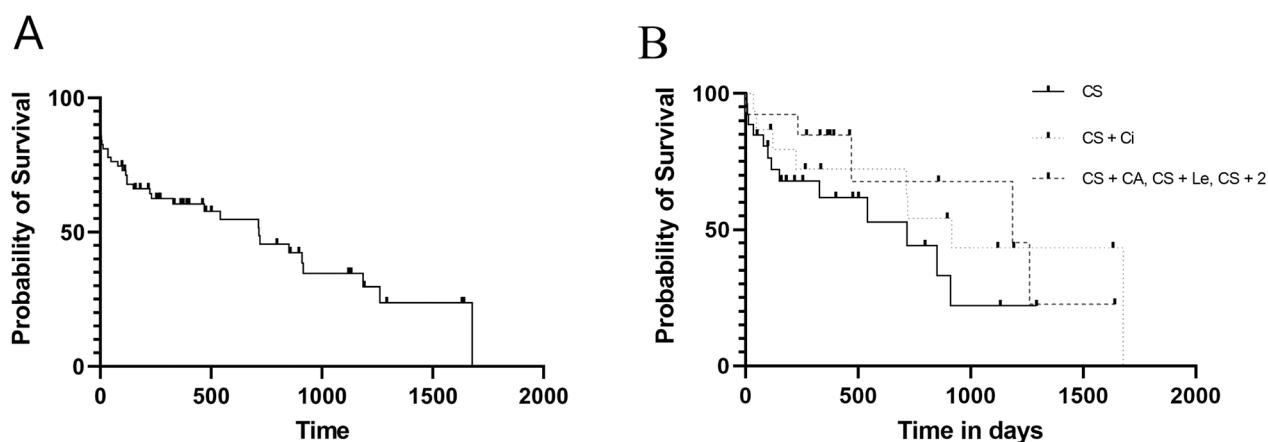 A
Probability of Survival
100
50
0
0 500 1000 1500 2000
Time
B
Probability of Survival
100
50
0
0 500 1000 1500 2000
Time in days
CS
CS + Ci
CS + CA, CS + Le, CS + 2